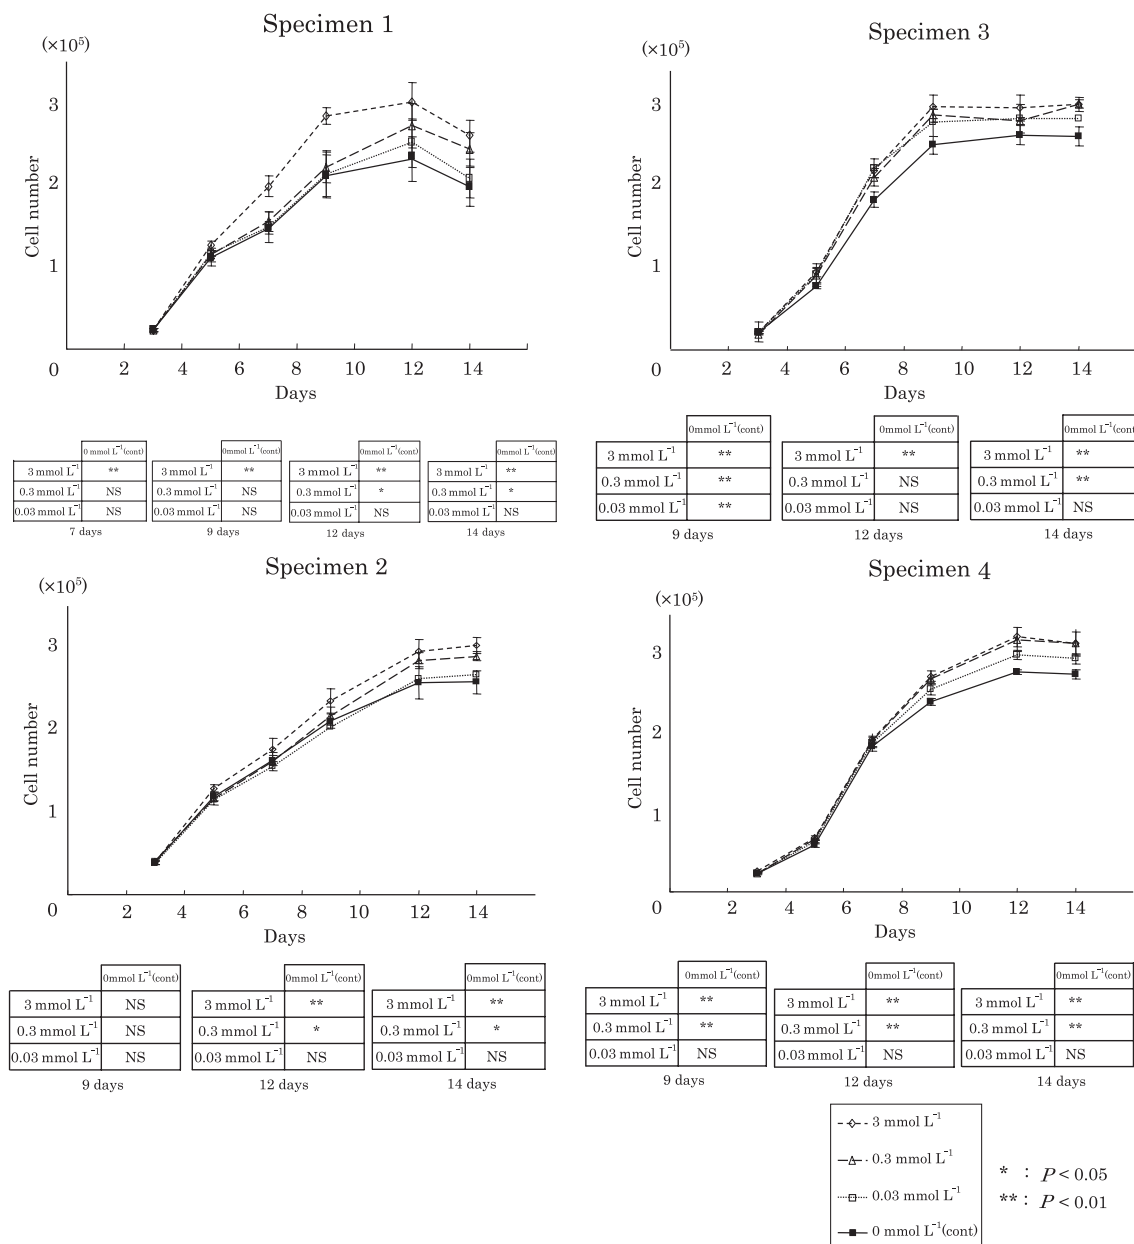 Specimen 1
(×10⁵)
3
2
1
0
Cell number
2 4 6 8 10 12 14
Days
0 mmol L⁻¹(cont)
3 mmol L⁻¹ **
0.3 mmol L⁻¹ NS
0.03 mmol L⁻¹ NS
7 days
0mmol L⁻¹(cont)
3 mmol L⁻¹ **
0.3 mmol L⁻¹ NS
0.03 mmol L⁻¹ NS
9 days
0mmol L⁻¹(cont)
3 mmol L⁻¹ **
0.3 mmol L⁻¹ *
0.03 mmol L⁻¹ NS
12 days
0mmol L⁻¹(cont)
3 mmol L⁻¹ **
0.3 mmol L⁻¹ *
0.03 mmol L⁻¹ NS
14 days
Specimen 3
(×10⁵)
3
2
1
0
Cell number
2 4 6 8 10 12 14
Days
0mmol L⁻¹(cont)
3 mmol L⁻¹ **
0.3 mmol L⁻¹ **
0.03 mmol L⁻¹ **
9 days
0mmol L⁻¹(cont)
3 mmol L⁻¹ **
0.3 mmol L⁻¹ NS
0.03 mmol L⁻¹ NS
12 days
0mmol L⁻¹(cont)
3 mmol L⁻¹ **
0.3 mmol L⁻¹ **
0.03 mmol L⁻¹ NS
14 days
Specimen 2
(×10⁵)
3
2
1
0
Cell number
2 4 6 8 10 12 14
Days
0mmol L⁻¹(cont)
3 mmol L⁻¹ NS
0.3 mmol L⁻¹ NS
0.03 mmol L⁻¹ NS
9 days
0mmol L⁻¹(cont)
3 mmol L⁻¹ **
0.3 mmol L⁻¹ *
0.03 mmol L⁻¹ NS
12 days
0mmol L⁻¹(cont)
3 mmol L⁻¹ **
0.3 mmol L⁻¹ *
0.03 mmol L⁻¹ NS
14 days
Specimen 4
(×10⁵)
3
2
1
0
Cell number
2 4 6 8 10 12 14
Days
0mmol L⁻¹(cont)
3 mmol L⁻¹ **
0.3 mmol L⁻¹ **
0.03 mmol L⁻¹ NS
9 days
0mmol L⁻¹(cont)
3 mmol L⁻¹ **
0.3 mmol L⁻¹ **
0.03 mmol L⁻¹ NS
12 days
0mmol L⁻¹(cont)
3 mmol L⁻¹ **
0.3 mmol L⁻¹ **
0.03 mmol L⁻¹ NS
14 days
3 mmol L⁻¹
0.3 mmol L⁻¹
0.03 mmol L⁻¹
0 mmol L⁻¹(cont)
* : P < 0.05
** : P < 0.01